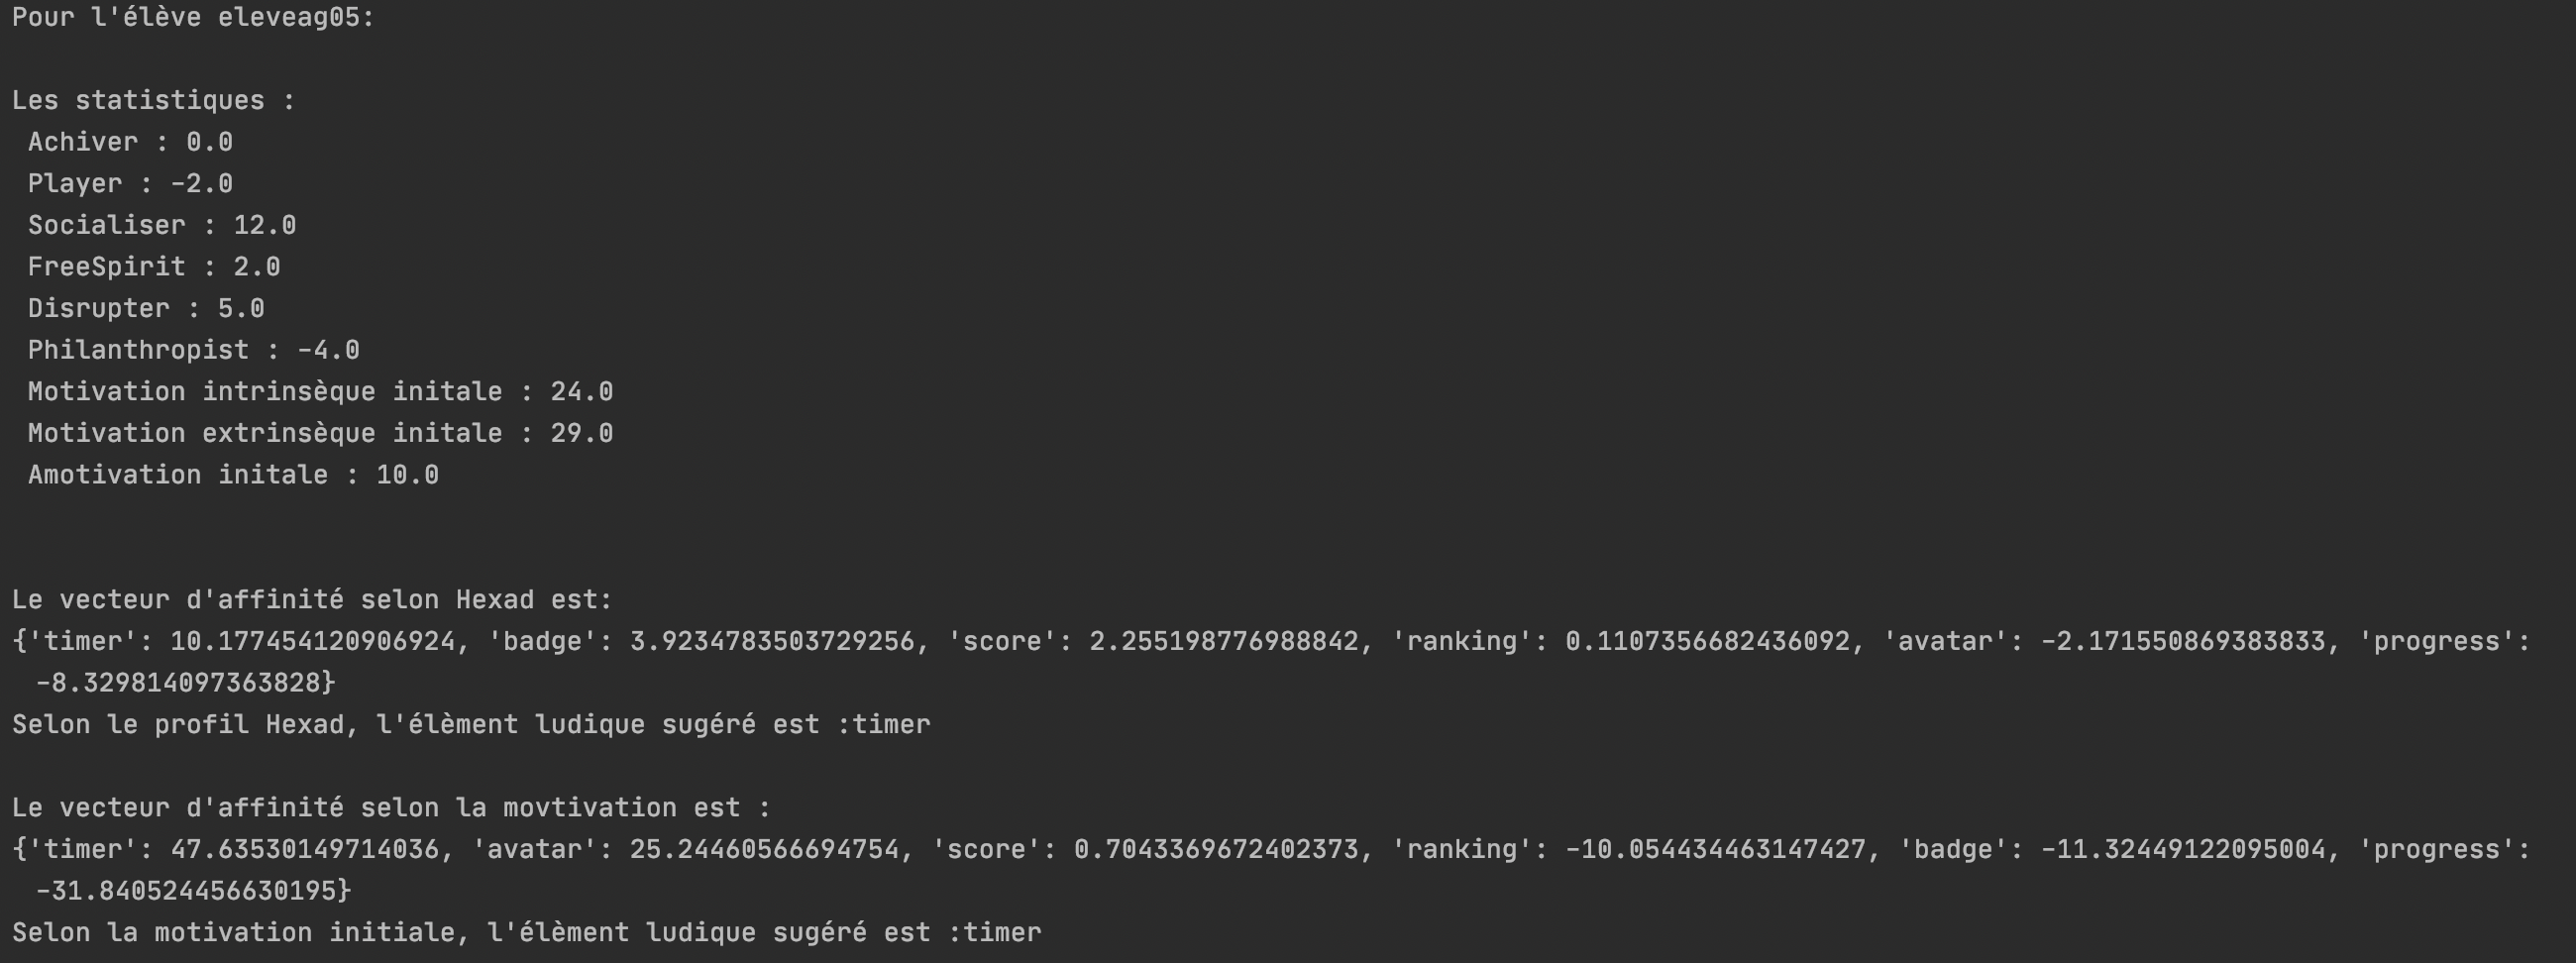 Pour l'élève eleveag05:
Les statistiques :
Achiver : 0.0
Player : -2.0
Socialiser : 12.0
FreeSpirit : 2.0
Disrupter : 5.0
Philanthropist : -4.0
Motivation intrinsèque initale : 24.0
Motivation extrinsèque initale : 29.0
Amotivation initale : 10.0
Le vecteur d'affinité selon Hexad est:
{'timer': 10.177454120906924, 'badge': 3.9234783503729256, 'score': 2.255198776988842, 'ranking': 0.1107356682436092, 'avatar': -2.171550869383833, 'progress':
-8.329814097363828}
Selon le profil Hexad, l'élèment ludique sugéré est :timer
Le vecteur d'affinité selon la movtivation est :
{'timer': 47.63530149714036, 'avatar': 25.24460566694754, 'score': 0.7043369672402373, 'ranking': -10.054434463147427, 'badge': -11.32449122095004, 'progress':
-31.840524456630195}
Selon la motivation initiale, l'élèment ludique sugéré est :timer